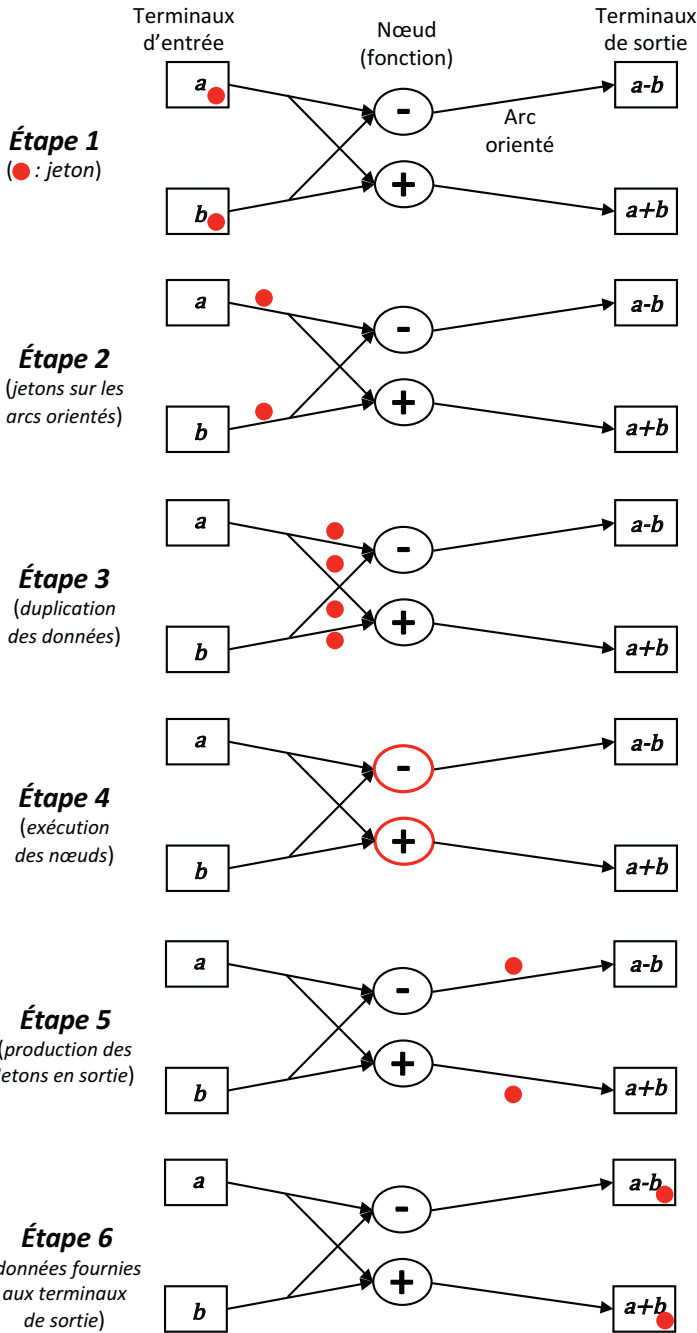 Terminaux
d'entrée
Nœud
(fonction)
Terminaux
de sortie
a
-
a-b
Étape 1
(● : jeton)
Arc
orienté
b
+
a+b
a
-
a-b
Étape 2
(jetons sur les
arcs orientés)
b
+
a+b
a
-
a-b
Étape 3
(duplication
des données)
b
+
a+b
a
-
a-b
Étape 4
(exécution
des nœuds)
b
+
a+b
a
-
a-b
Étape 5
(production des
jetons en sortie)
b
+
a+b
a
-
a-b
Étape 6
données fournies
aux terminaux
de sortie)
b
+
a+b